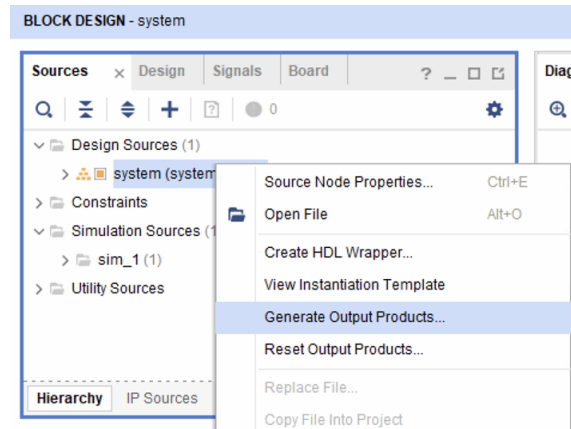 BLOCK DESIGN - system
Sources × Design Signals Board ? _
Diag
0
Design Sources (1)
system (system
Constraints
Simulation Sources (1
sim_1 (1)
Utility Sources
Hierarchy IP Sources
Source Node Properties... Ctrl+E
Open File Alt+O
Create HDL Wrapper...
View Instantiation Template
Generate Output Products...
Reset Output Products...
Replace File...
Copy File Into Project